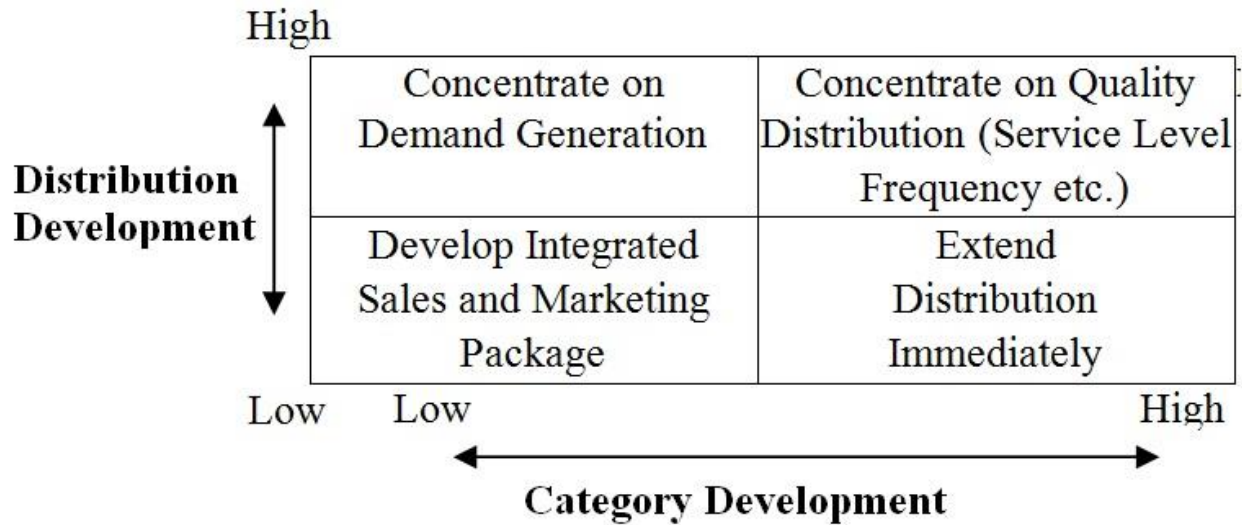 High
Concentrate on
Demand Generation
Concentrate on Quality
Distribution (Service Level
Frequency etc.)
Distribution
Development
Develop Integrated
Sales and Marketing
Package
Extend
Distribution
Immediately
Low
Low
High
Category Development